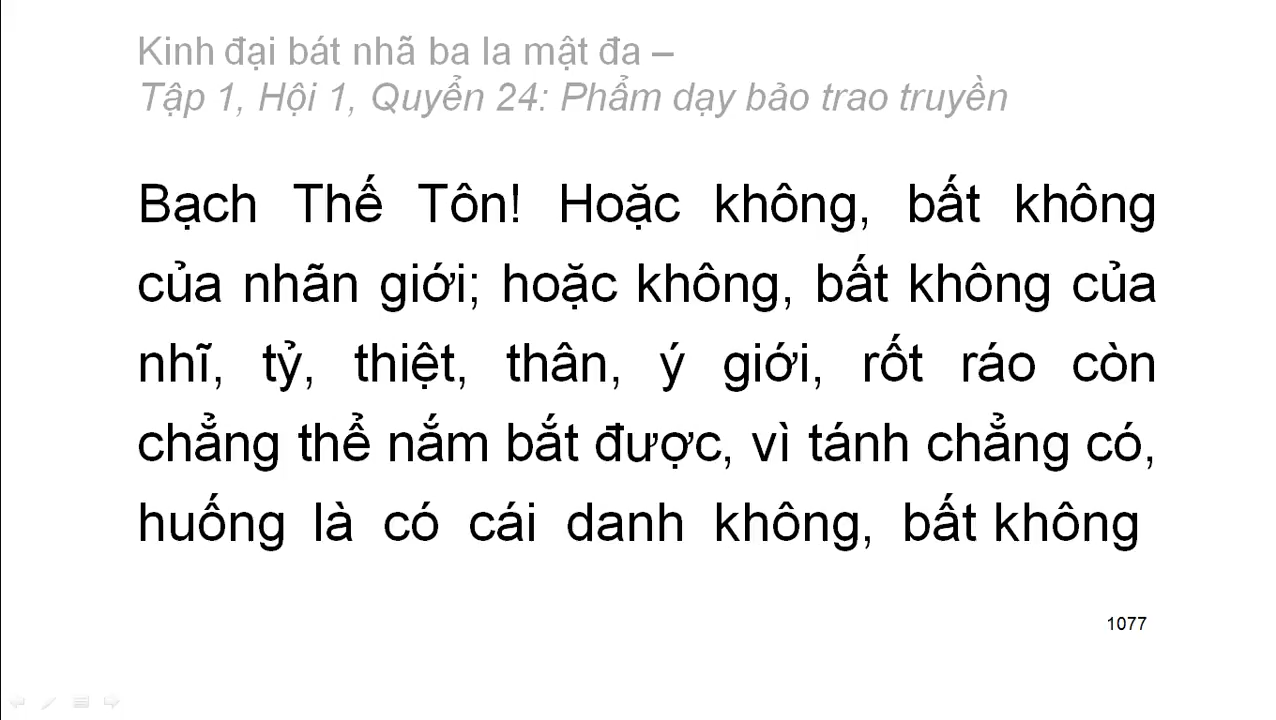 Kinh đại bát nhã ba la mật đa –
Tập 1, Hội 1, Quyển 24: Phẩm dạy bảo trao truyền
Bạch Thế Tôn! Hoặc không, bất không
của nhãn giới; hoặc không, bất không của
nhĩ, tỷ, thiệt, thân, ý giới, rốt ráo còn
chẳng thể nắm bắt được, vì tánh chẳng có,
huống là có cái danh không, bất không
1077